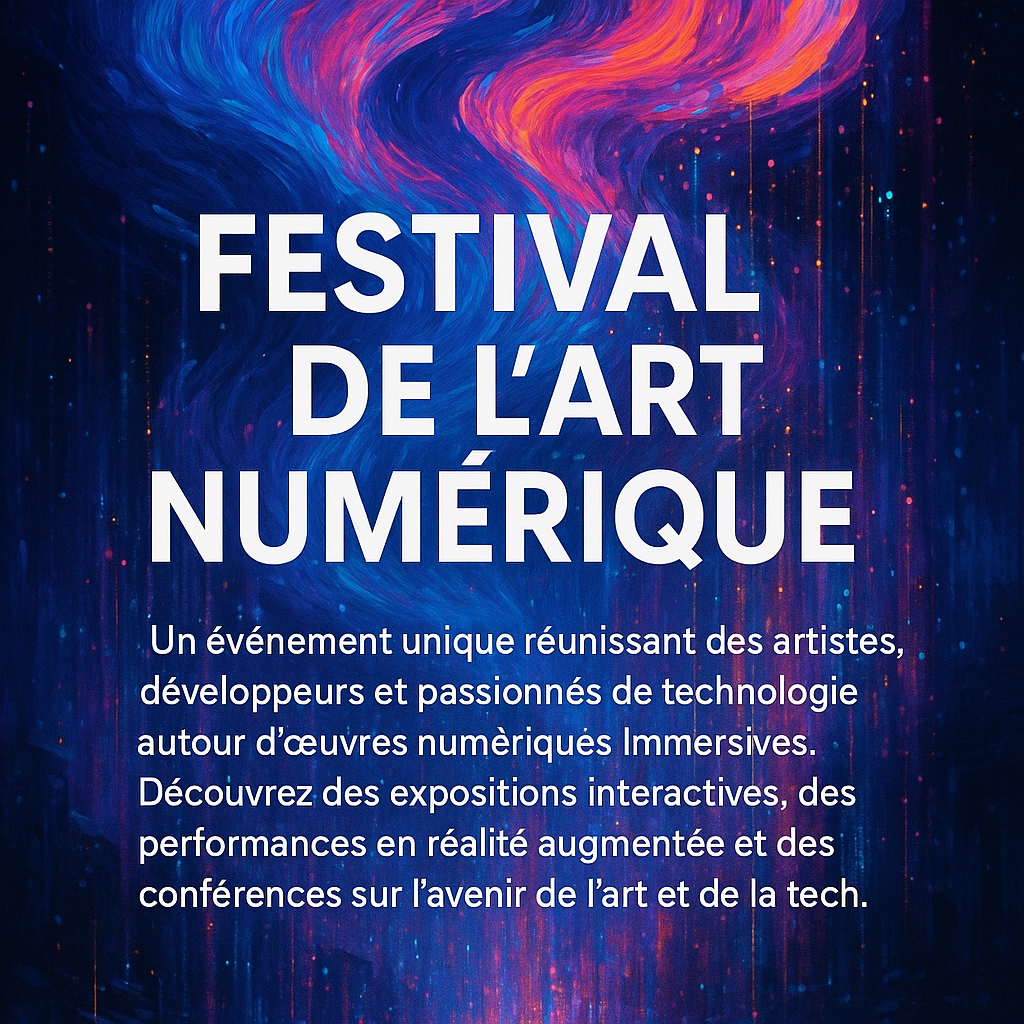 FESTIVAL
DE L’ART
NUMÉRIQUE
Un événement unique réunissant des artistes,
développeurs et passionnés de technologie
autour d’œuvres numèriquės Immersives.
Découvrez des expositions interactives, des
performances en réalité augmentée et des
conférences sur l’avenir de l’art et de la tech.